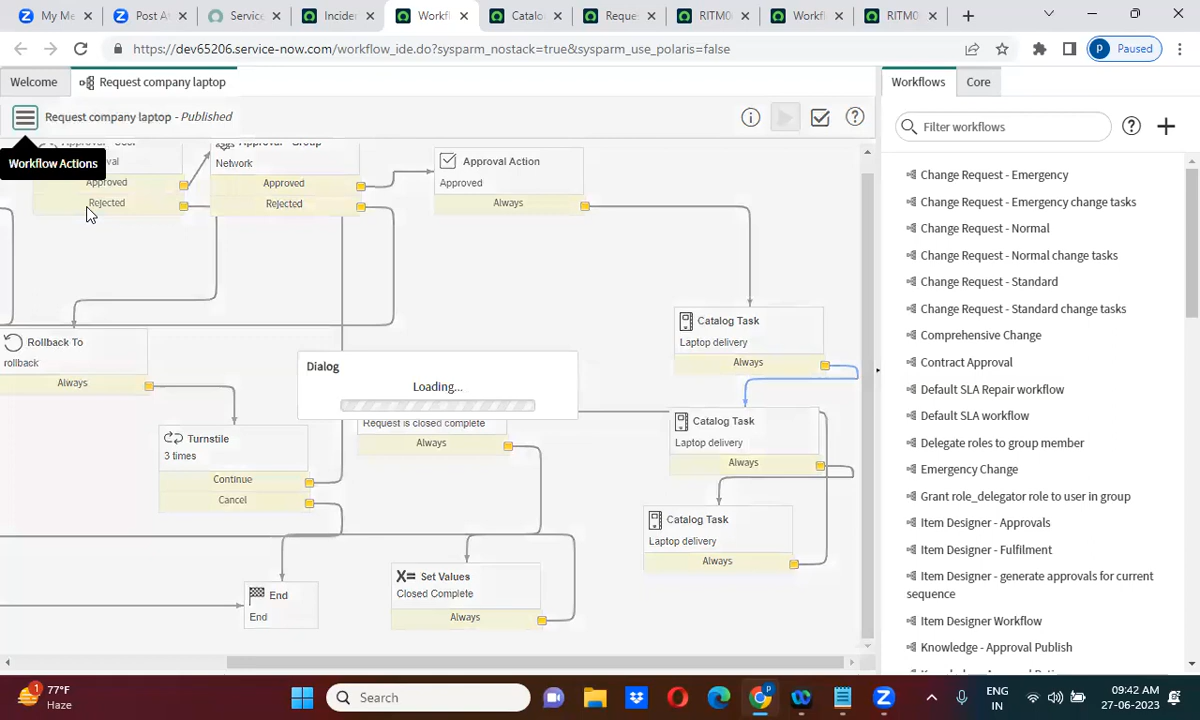 My Me
Post At
Service
Incider
Workfl
Catalo
Reque
RITM0
Workfl
RITM0
https://dev65206.service-now.com/workflow_ide.do?sysparm_nostack=true&sysparm_use_polaris=false
P Paused
Welcome
Request company laptop
Workflows
Core
Request company laptop - Published
Filter workflows
Workflow Actions
Network
Approved
Rejected
Approved
Rejected
Approval Action
Approved
Always
Rollback To
rollback
Always
Dialog
Loading...
Catalog Task
Laptop delivery
Always
Request is closed complete
Always
Catalog Task
Laptop delivery
Always
Turnstile
3 times
Continue
Cancel
Catalog Task
Laptop delivery
Always
End
End
X= Set Values
Closed Complete
Always
Change Request - Emergency
Change Request - Emergency change tasks
Change Request - Normal
Change Request - Normal change tasks
Change Request - Standard
Change Request - Standard change tasks
Comprehensive Change
Contract Approval
Default SLA Repair workflow
Default SLA workflow
Delegate roles to group member
Emergency Change
Grant role_delegator role to user in group
Item Designer - Approvals
Item Designer - Fulfilment
Item Designer - generate approvals for current
sequence
Item Designer Workflow
Knowledge - Approval Publish
1
77°F
Haze
Search
ENG
IN
09:42 AM
27-06-2023